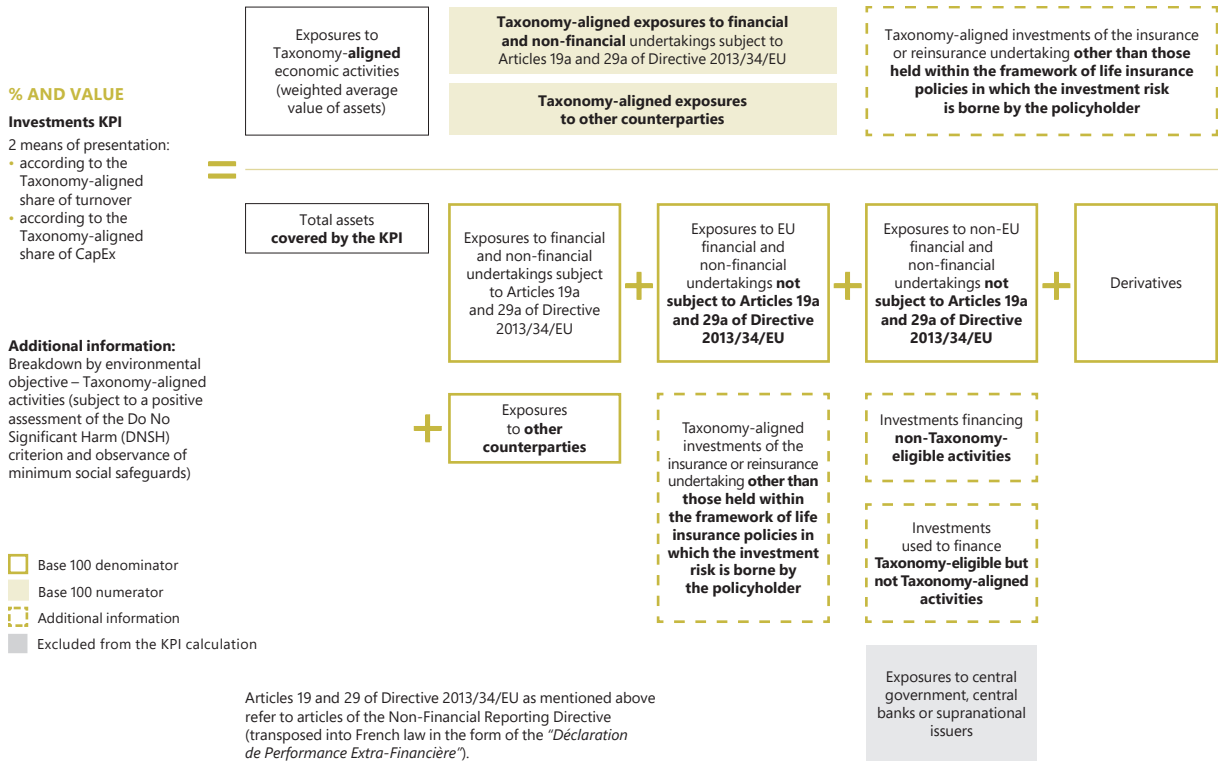 % AND VALUE
Investments KPI
2 means of presentation:
• according to the
Taxonomy-aligned
share of turnover
• according to the
Taxonomy-aligned
share of CapEx
Additional information:
Breakdown by environmental
objective – Taxonomy-aligned
activities (subject to a positive
assessment of the Do No
Significant Harm (DNSH)
criterion and observance of
minimum social safeguards)
=
Exposures to
Taxonomy-aligned
economic activities
(weighted average
value of assets)
Taxonomy-aligned exposures to financial
and non-financial undertakings subject to
Articles 19a and 29a of Directive 2013/34/EU
Taxonomy-aligned exposures
to other counterparties
Taxonomy-aligned investments of the insurance
or reinsurance undertaking other than those
held within the framework of life insurance
policies in which the investment risk
is borne by the policyholder
Total assets
covered by the KPI
Exposures to financial
and non-financial
undertakings subject
to Articles 19a
and 29a of Directive
2013/34/EU
+
Exposures to EU
financial and
non-financial
undertakings not
subject to Articles 19a
and 29a of Directive
2013/34/EU
+
Exposures to non-EU
financial and
non-financial
undertakings not
subject to Articles 19a
and 29a of Directive
2013/34/EU
+
Derivatives
+
Exposures
to other
counterparties
Taxonomy-aligned
investments of the
insurance or reinsurance
undertaking other than
those held within
the framework of life
insurance policies in
which the investment
risk is borne by
the policyholder
Investments financing
non-Taxonomy-
eligible activities
Investments
used to finance
Taxonomy-eligible but
not Taxonomy-aligned
activities
Exposures to central
government, central
banks or supranational
issuers
Base 100 denominator
Base 100 numerator
Additional information
Excluded from the KPI calculation
Articles 19 and 29 of Directive 2013/34/EU as mentioned above
refer to articles of the Non-Financial Reporting Directive
(transposed into French law in the form of the “Déclaration
de Performance Extra-Financière”).